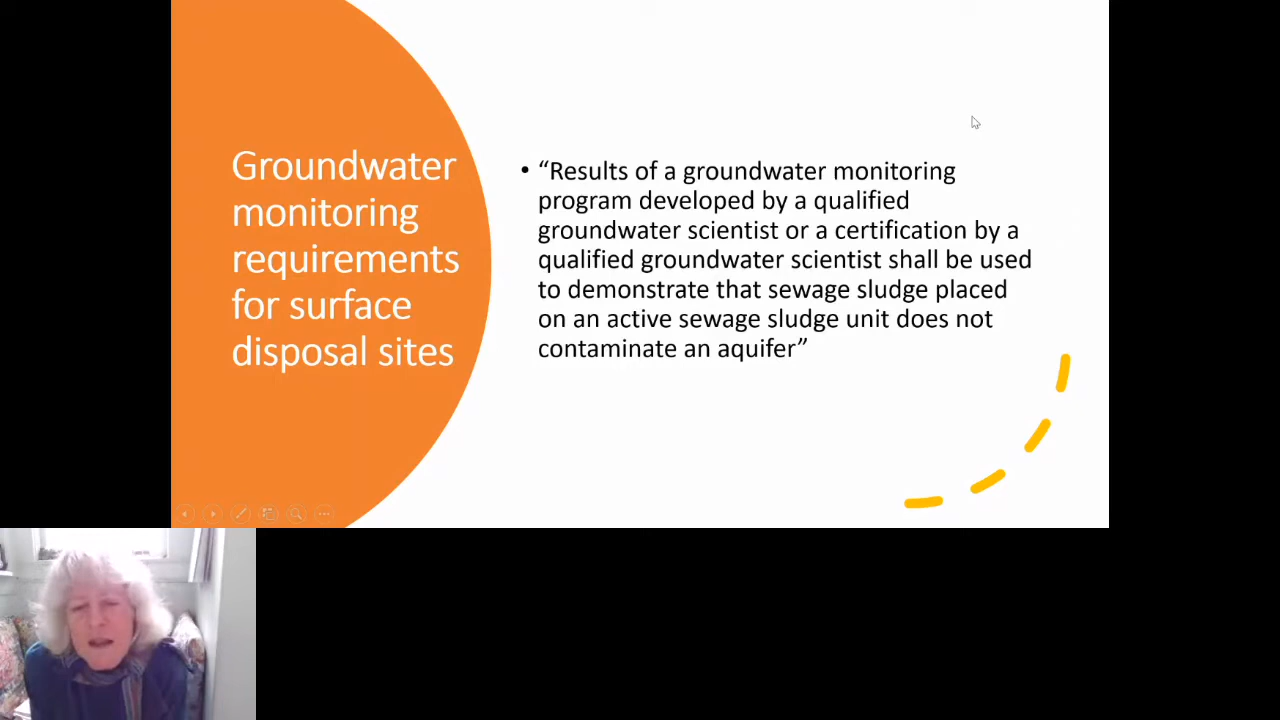 Groundwater
monitoring
requirements
for surface
disposal sites
• “Results of a groundwater monitoring
program developed by a qualified
groundwater scientist or a certification by a
qualified groundwater scientist shall be used
to demonstrate that sewage sludge placed
on an active sewage sludge unit does not
contaminate an aquifer”